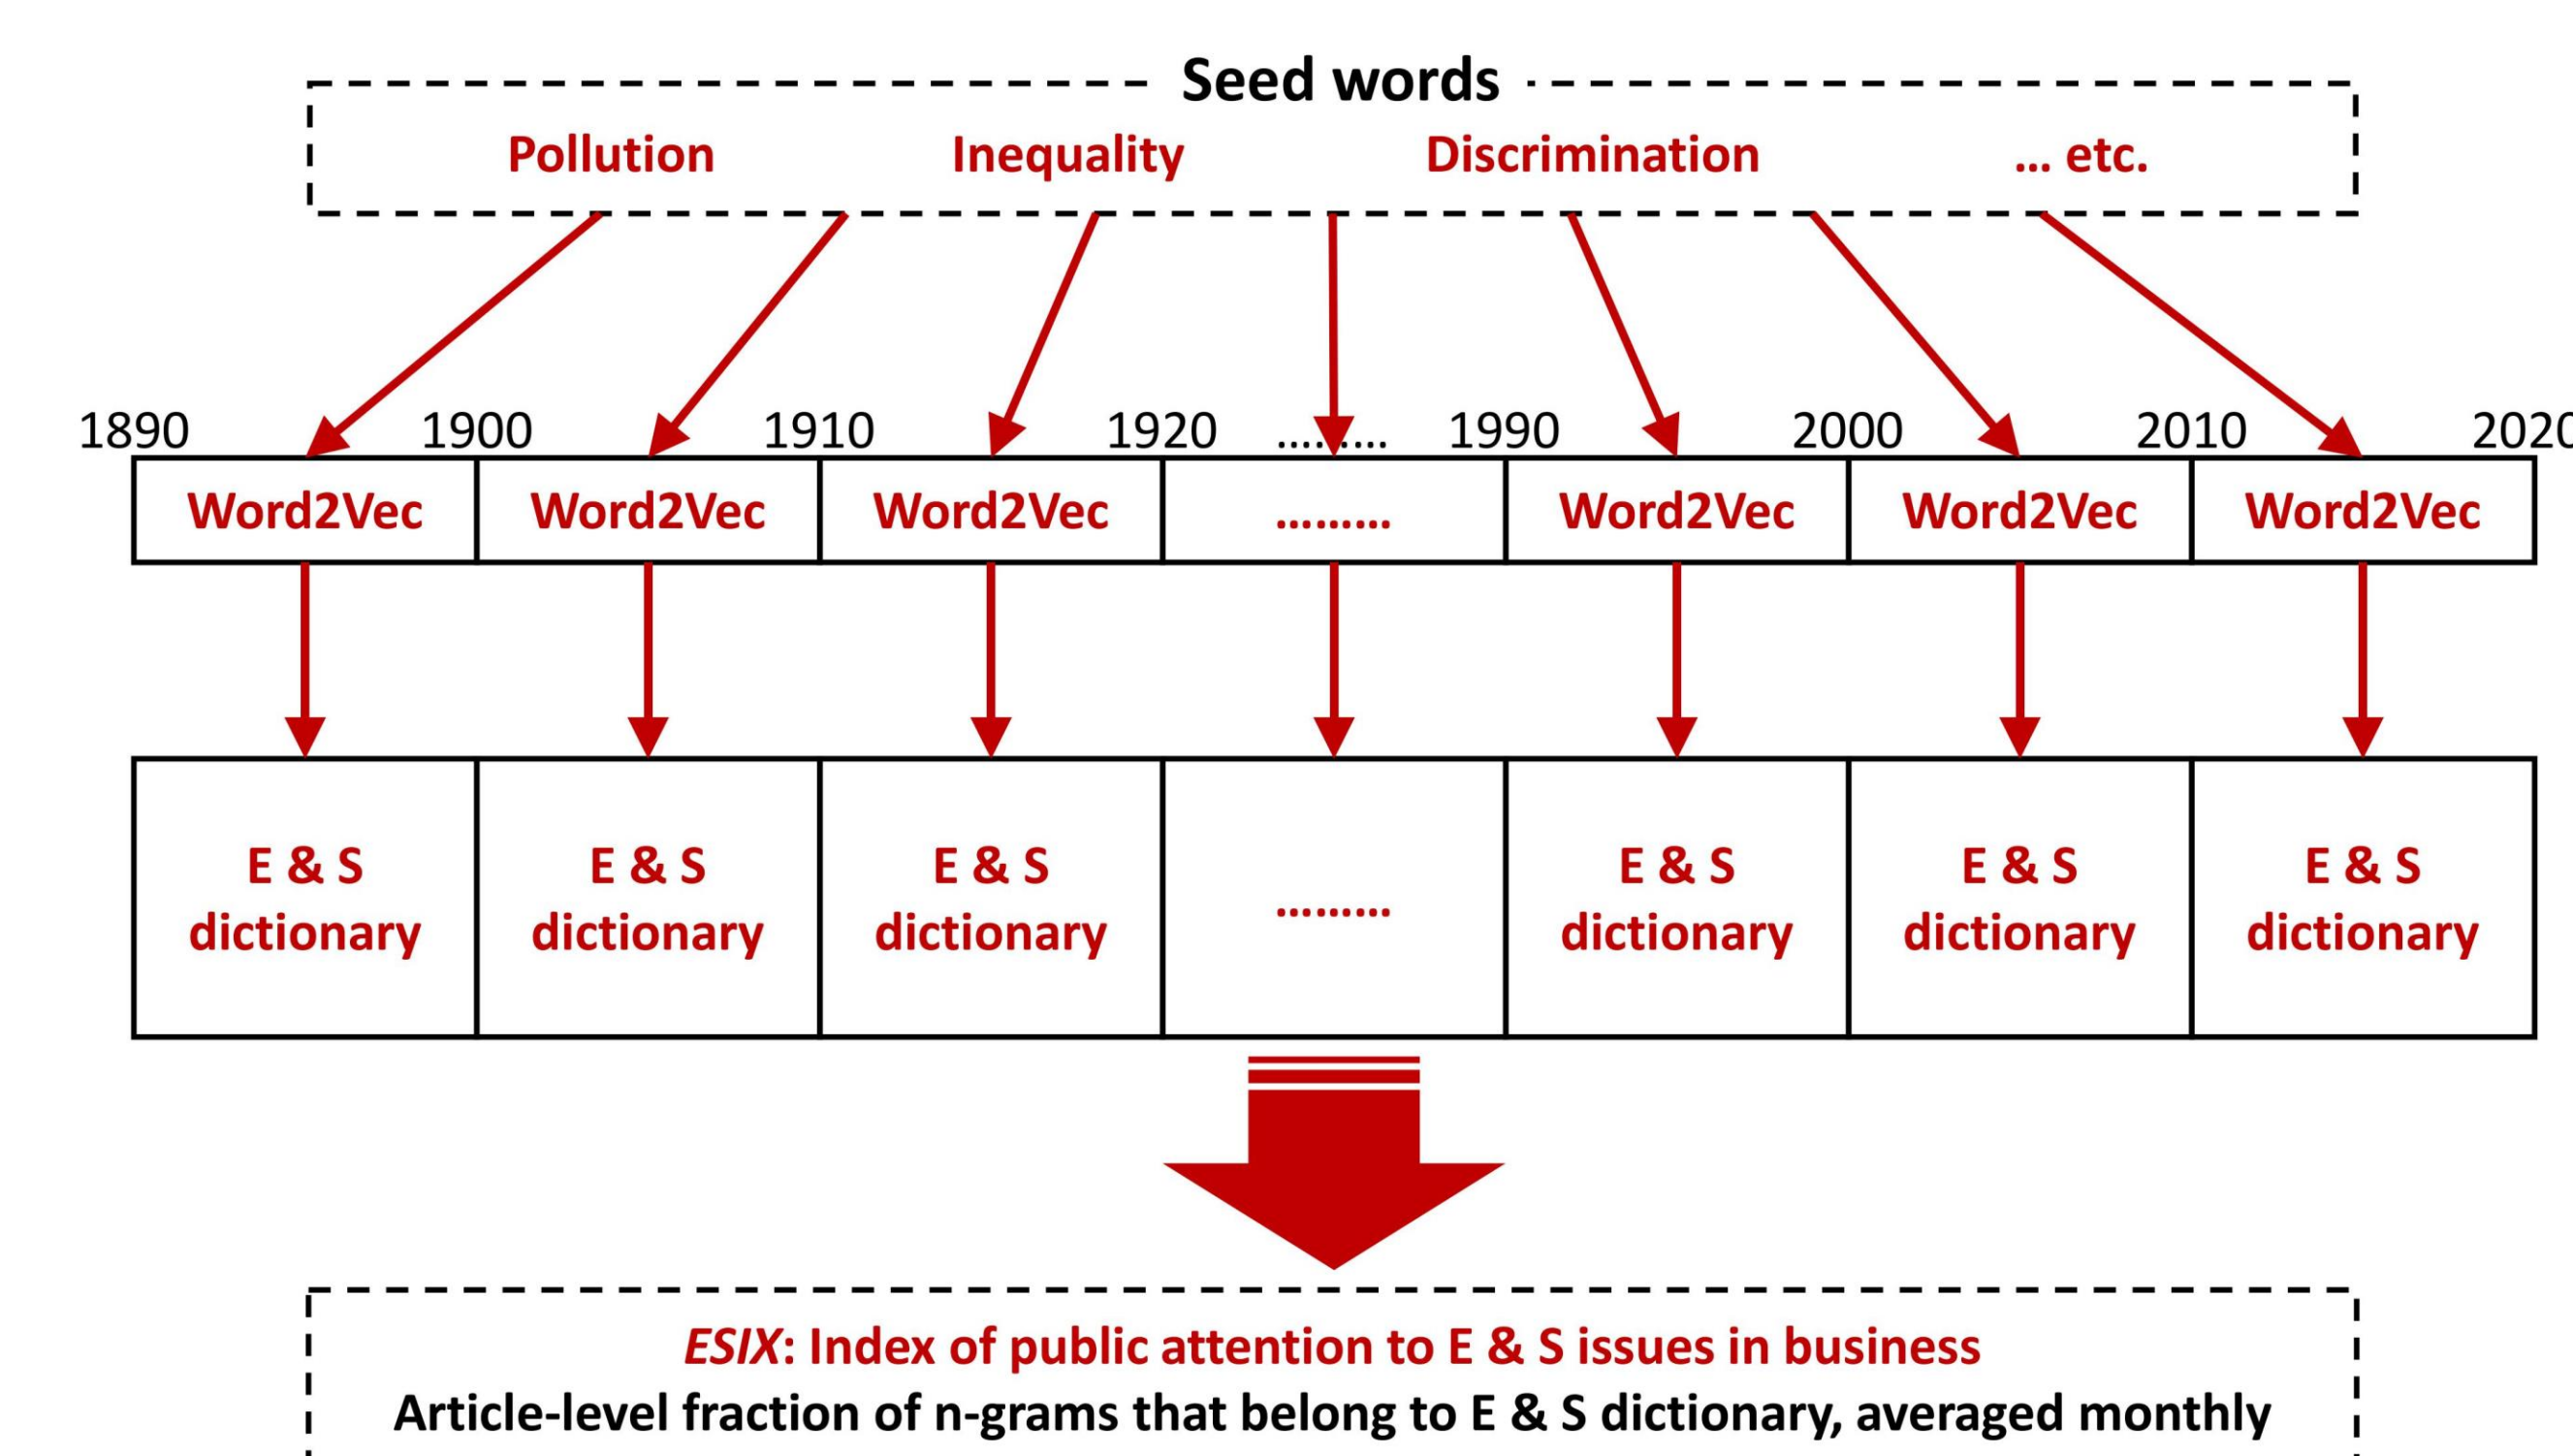 Seed words
Pollution Inequality Discrimination ... etc.
1890 1900 1910 1920 ......... 1990 2000 2010 2020
Word2Vec Word2Vec Word2Vec ......... Word2Vec Word2Vec Word2Vec
E & S E & S E & S E & S E & S E & S
dictionary dictionary dictionary ......... dictionary dictionary dictionary
ESIX: Index of public attention to E & S issues in business
Article-level fraction of n-grams that belong to E & S dictionary, averaged monthly